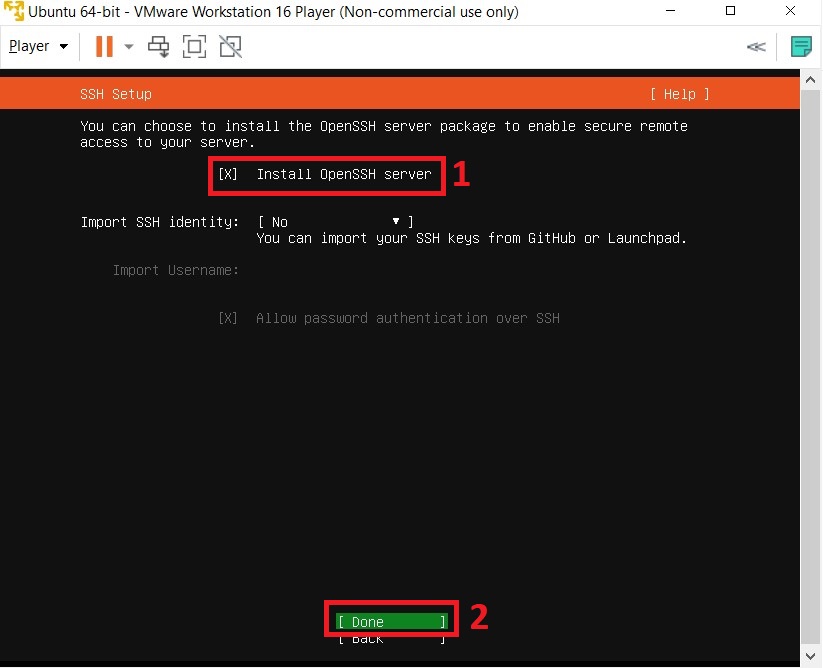 Ubuntu 64-bit - VMware Workstation 16 Player (Non-commercial use only)
Player
SSH Setup [ Help ]
You can choose to install the OpenSSH server package to enable secure remote
access to your server.
[X] Install OpenSSH server 1
Import SSH identity: [ No ▾ ]
You can import your SSH keys from GitHub or Launchpad.
Import Username:
[X] Allow password authentication over SSH
[ Done ] 2
[ Back ]